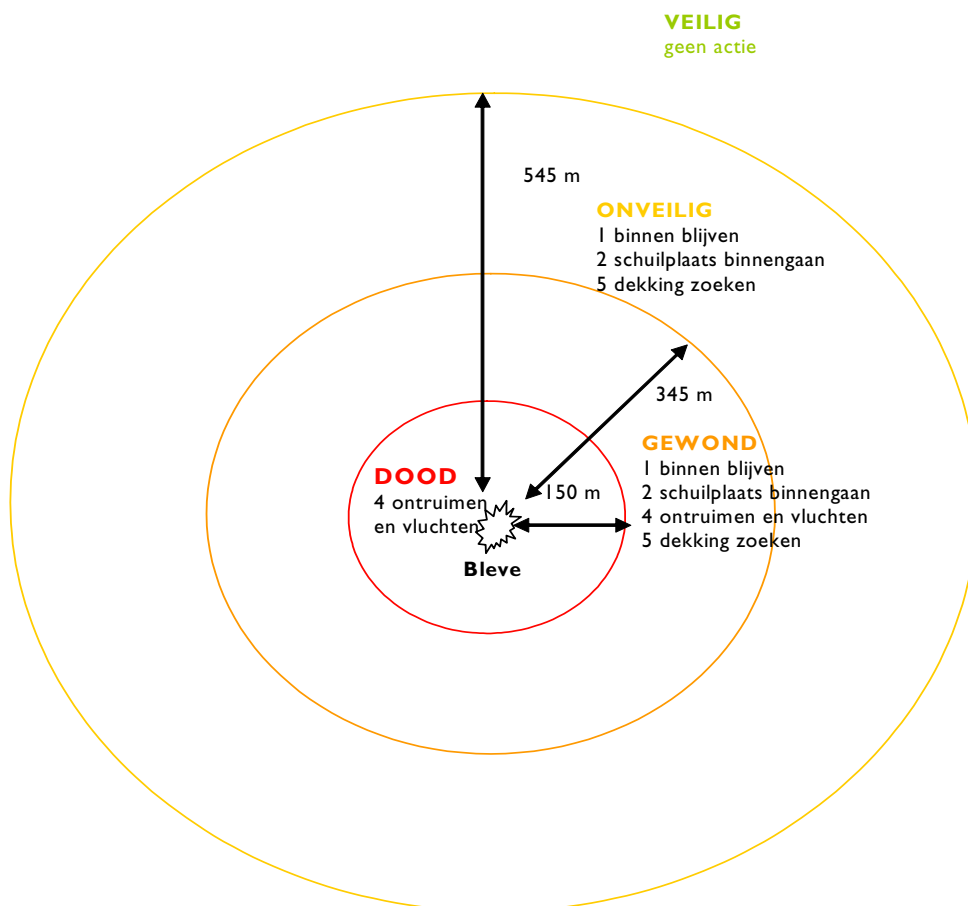 VEILIG
geen actie
545 m
ONVEILIG
1 binnen blijven
2 schuilplaats binnengaan
5 dekking zoeken
345 m
GEWOND
1 binnen blijven
2 schuilplaats binnengaan
4 ontruimen en vluchten
5 dekking zoeken
DOOD
4 ontruimen
en vluchten
150 m
Bleve